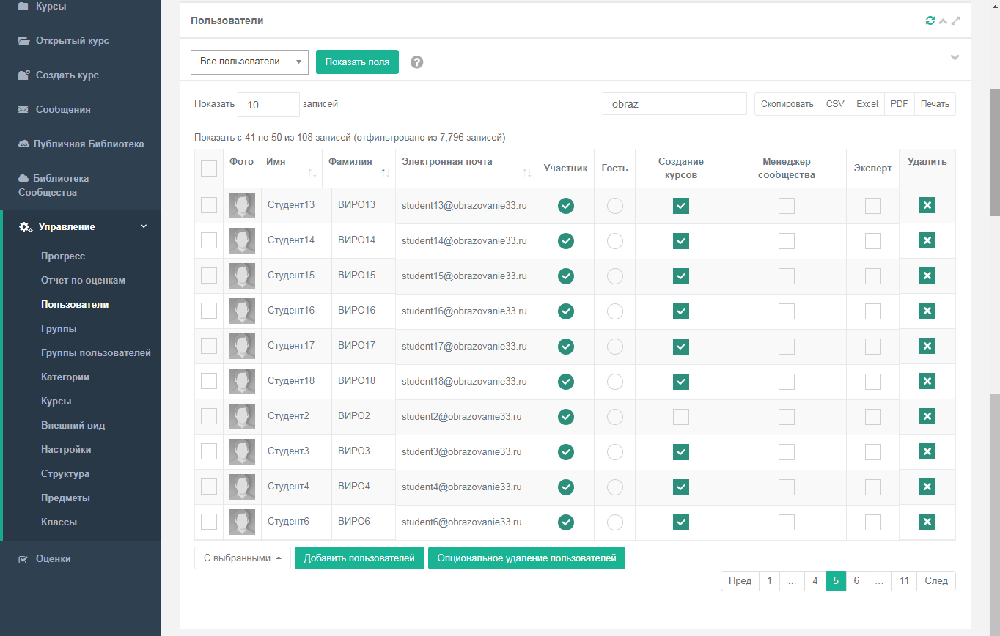 Курсы
Открытый курс
Создать курс
Сообщения
Публичная Библиотека
Библиотека
Сообщества
Управление
Прогресс
Отчет по оценкам
Пользователи
Группы
Группы пользователей
Категории
Курсы
Внешний вид
Настройки
Структура
Предметы
Классы
Оценки
Пользователи
Все пользователи Показать поля ?
Показать 10 записей obraz Скопировать CSV Excel PDF Печать
Показать с 41 по 50 из 108 записей (отфильтровано из 7,796 записей)
Фото Имя Фамилия Электронная почта Участник Гость Создание курсов Менеджер сообщества Эксперт Удалить
Студент13 ВИРО13 student13@obrazovanie33.ru
Студент14 ВИРО14 student14@obrazovanie33.ru
Студент15 ВИРО15 student15@obrazovanie33.ru
Студент16 ВИРО16 student16@obrazovanie33.ru
Студент17 ВИРО17 student17@obrazovanie33.ru
Студент18 ВИРО18 student18@obrazovanie33.ru
Студент2 ВИРО2 student2@obrazovanie33.ru
Студент3 ВИРО3 student3@obrazovanie33.ru
Студент4 ВИРО4 student4@obrazovanie33.ru
Студент6 ВИРО6 student6@obrazovanie33.ru
С выбранными Добавить пользователей Опциональное удаление пользователей
Пред 1 ... 4 5 6 ... 11 След